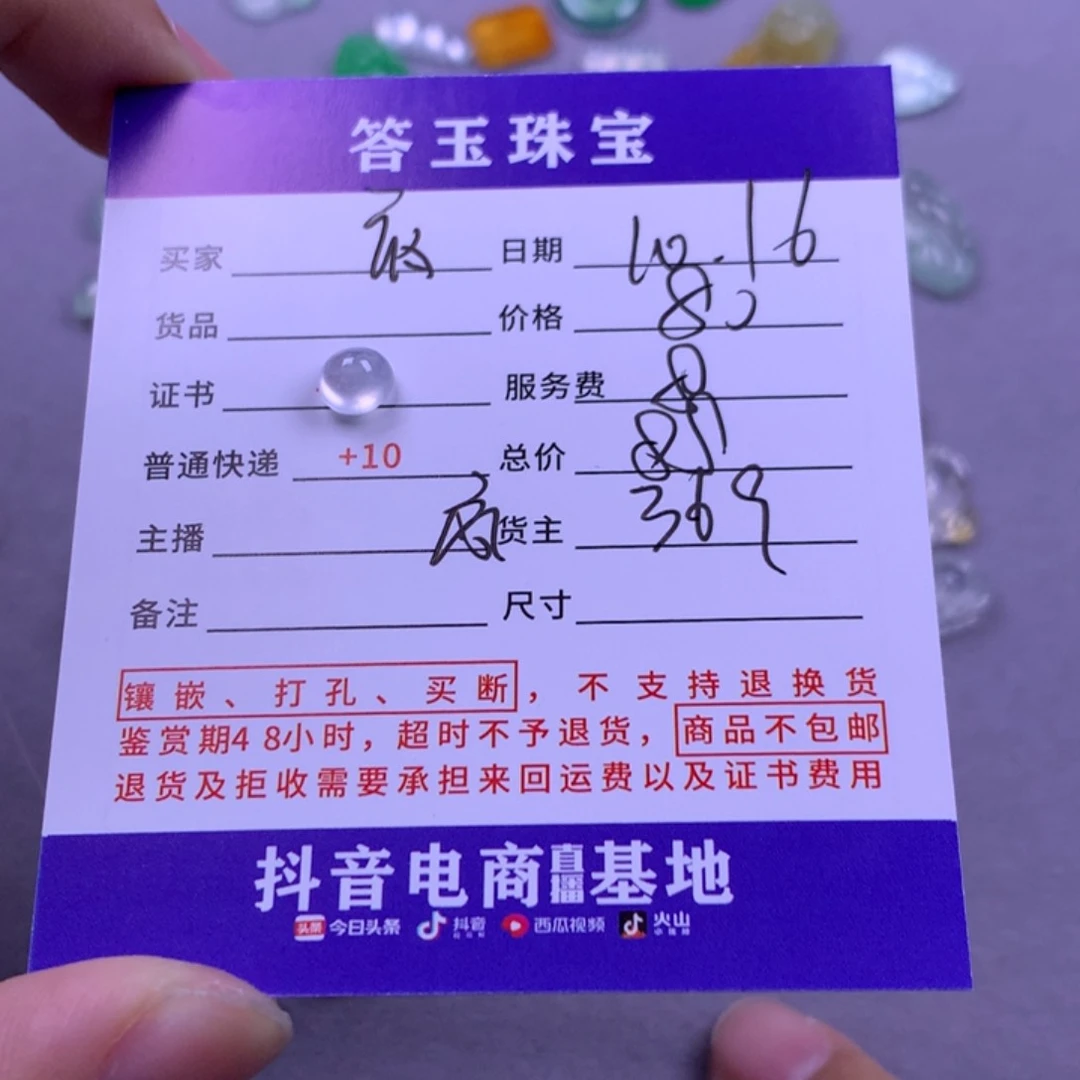 答玉珠宝
买家 日期 10.16
货品 价格 80
证书 服务费
普通快递 +10 总价
主播 货主 369
备注 尺寸
镶嵌、打孔、买断，不支持退换货
鉴赏期48小时，超时不予退货，商品不包邮
退货及拒收需要承担来回运费以及证书费用
抖音电商直播基地
头条 今日头条 抖音 西瓜视频 火山